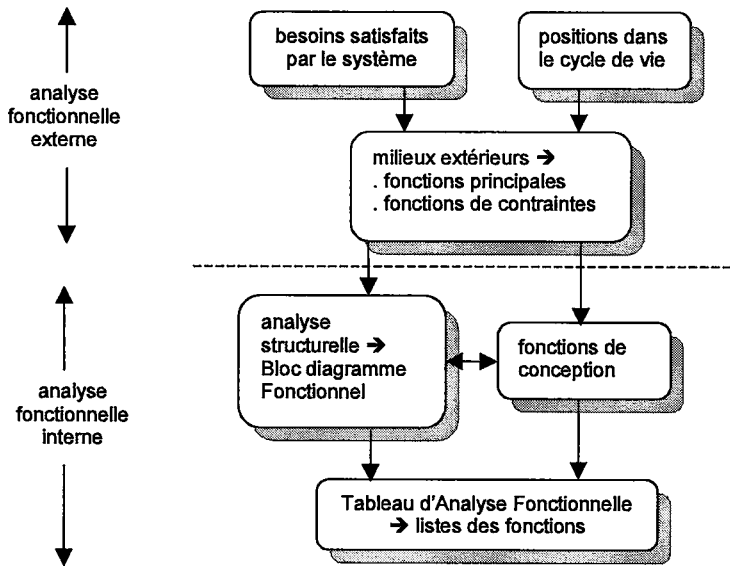 besoins satisfaits
par le système
positions dans
le cycle de vie
analyse
fonctionnelle
externe
milieux extérieurs ➔
. fonctions principales
. fonctions de contraintes
analyse
structurelle ➔
Bloc diagramme
Fonctionnel
fonctions de
conception
analyse
fonctionnelle
interne
Tableau d'Analyse Fonctionnelle
➔ listes des fonctions